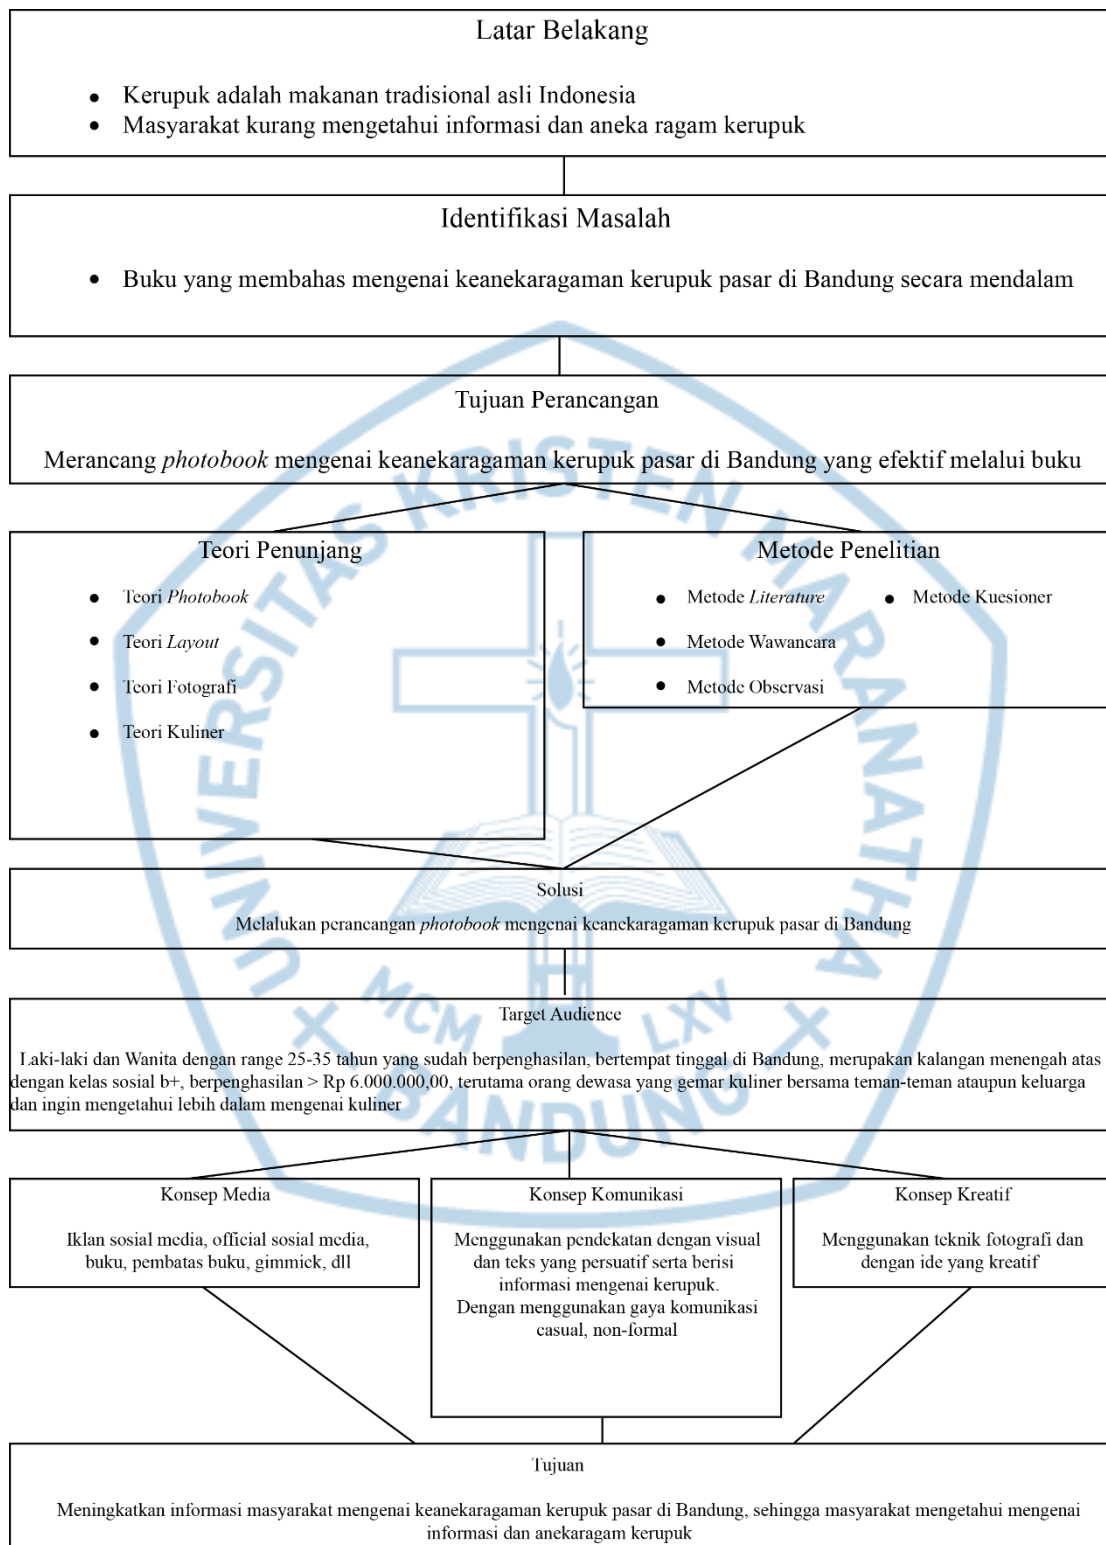 Latar Belakang
• Kerupuk adalah makanan tradisional asli Indonesia
• Masyarakat kurang mengetahui informasi dan aneka ragam kerupuk
Identifikasi Masalah
• Buku yang membahas mengenai keanekaragaman kerupuk pasar di Bandung secara mendalam
Tujuan Perancangan
Merancang photobook mengenai keanekaragaman kerupuk pasar di Bandung yang efektif melalui buku
Teori Penunjang
• Teori Photobook
• Teori Layout
• Teori Fotografi
• Teori Kuliner
Metode Penelitian
• Metode Literature
• Metode Wawancara
• Metode Observasi
• Metode Kuesioner
Solusi
Melalukan perancangan photobook mengenai keanekaragaman kerupuk pasar di Bandung
Target Audience
Laki-laki dan Wanita dengan range 25-35 tahun yang sudah berpenghasilan, bertempat tinggal di Bandung, merupakan kalangan menengah atas
dengan kelas sosial b+, berpenghasilan > Rp 6.000.000,00, terutama orang dewasa yang gemar kuliner bersama teman-teman ataupun keluarga
dan ingin mengetahui lebih dalam mengenai kuliner
Konsep Media
Iklan sosial media, official sosial media,
buku, pembatas buku, gimmick, dll
Konsep Komunikasi
Menggunakan pendekatan dengan visual
dan teks yang persuatif serta berisi
informasi mengenai kerupuk.
Dengan menggunakan gaya komunikasi
casual, non-formal
Konsep Kreatif
Menggunakan teknik fotografi dan
dengan ide yang kreatif
Tujuan
Meningkatkan informasi masyarakat mengenai keanekaragaman kerupuk pasar di Bandung, sehingga masyarakat mengetahui mengenai
informasi dan anekaragam kerupuk
UNIVERSITAS KRISTEN MARANATHA
MCM LXV
BANDUNG